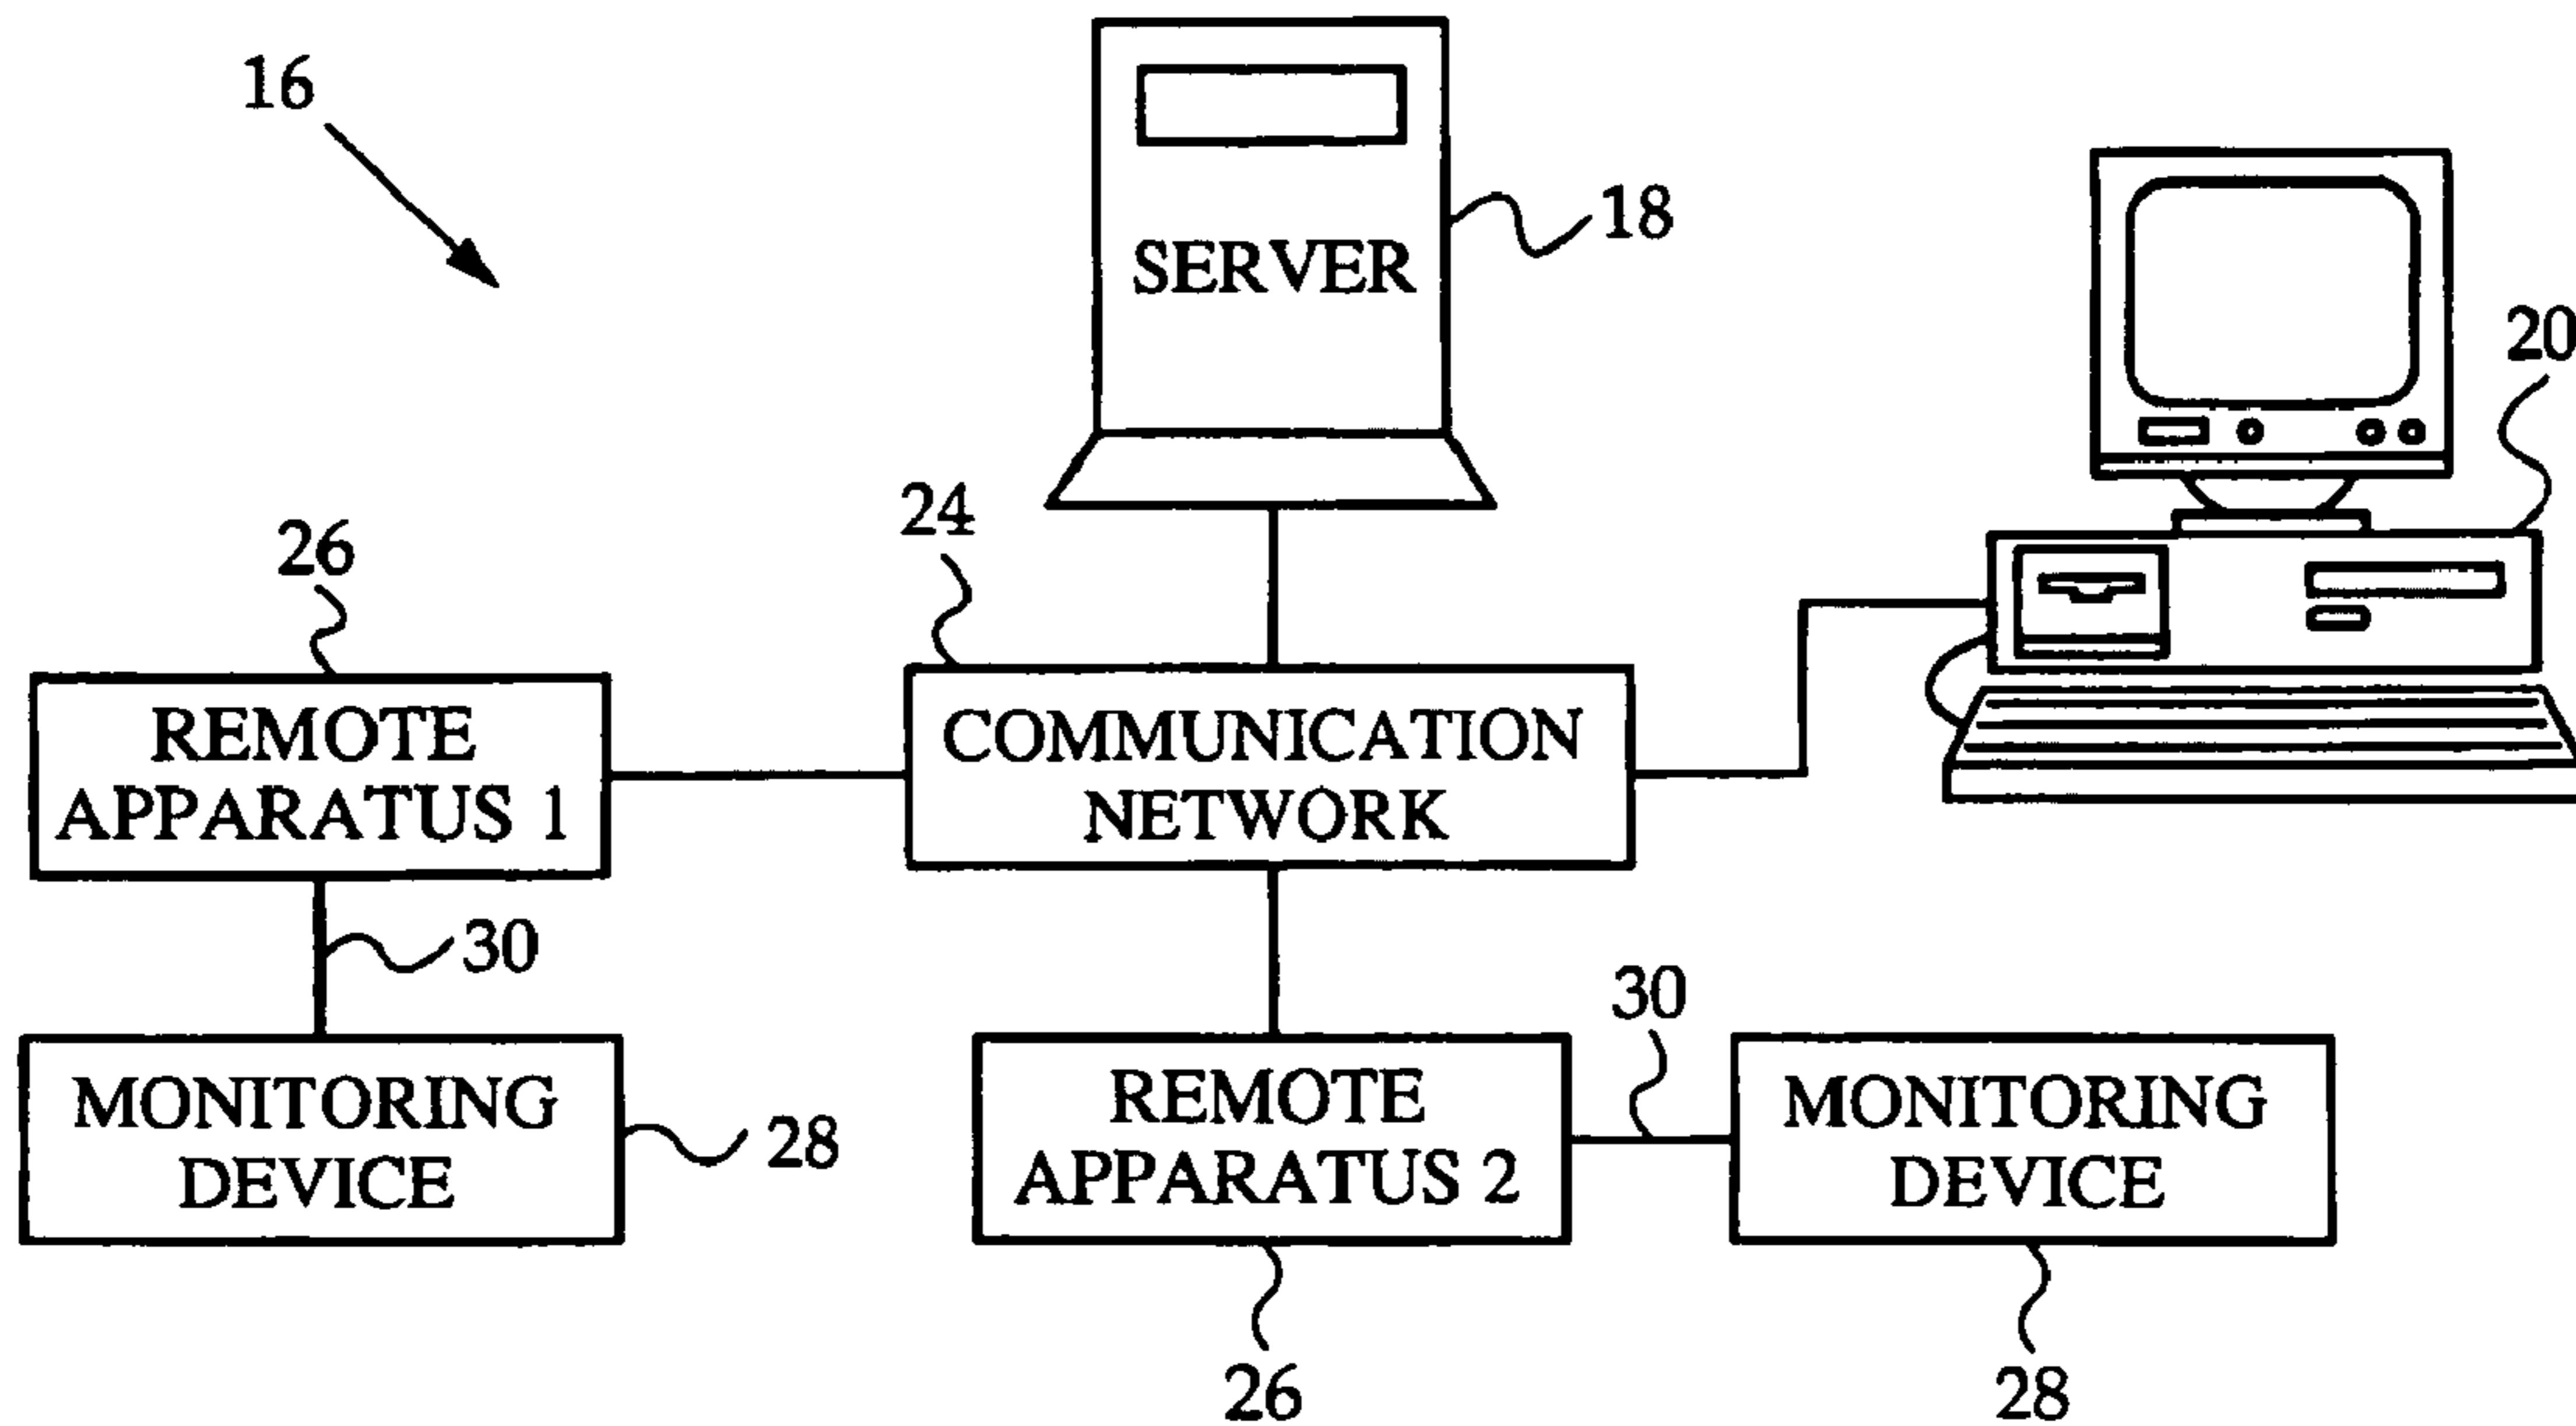 16
SERVER
18
20
24
26
REMOTE
APPARATUS 1
COMMUNICATION
NETWORK
30
30
MONITORING
DEVICE
28
REMOTE
APPARATUS 2
MONITORING
DEVICE
26
28